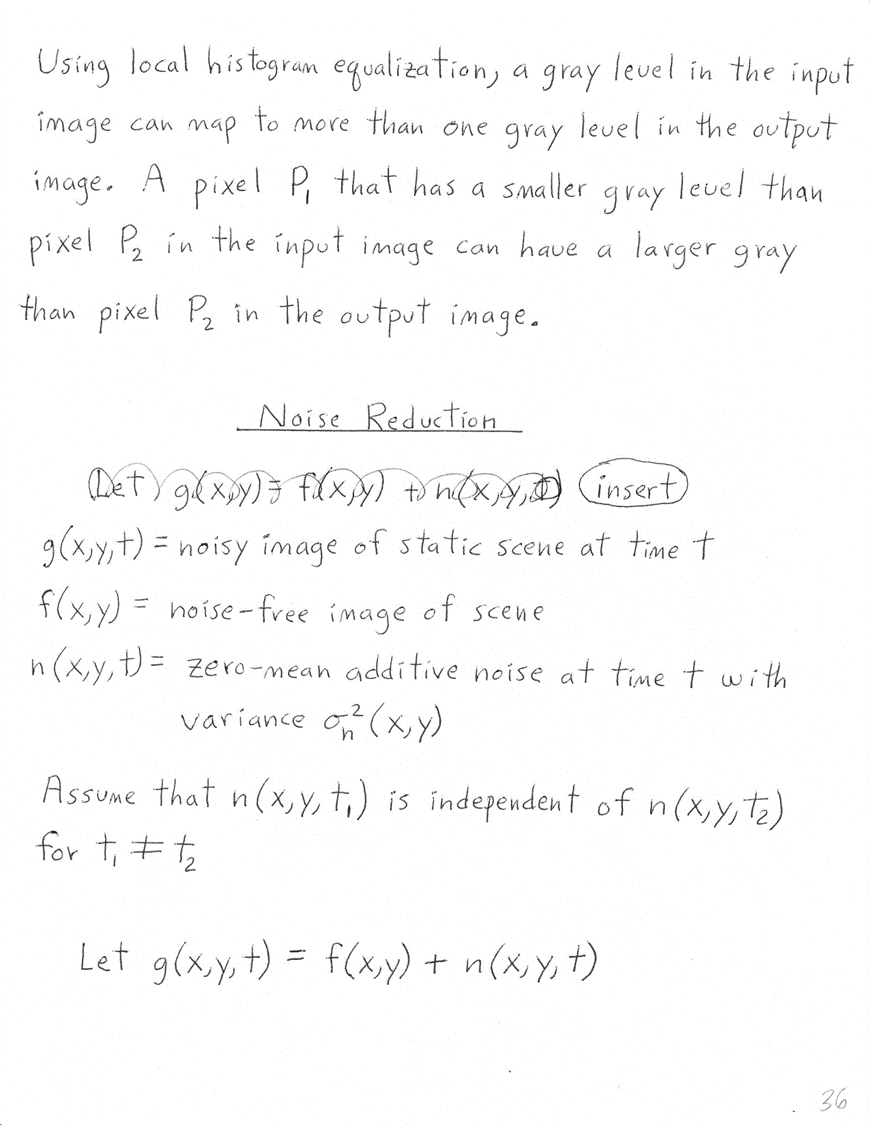 Using local histogram equalization, a gray level in the input
image can map to more than one gray level in the output
image. A pixel P₁ that has a smaller gray level than
pixel P₂ in the input image can have a larger gray
than pixel P₂ in the output image.
Noise Reduction
Let g(x,y) = f(x,y) + n(x,y,t) insert
g(x,y,t) = noisy image of static scene at time t
f(x,y) = noise-free image of scene
n(x,y,t) = zero-mean additive noise at time t with
variance σₙ²(x,y)
Assume that n(x,y,t₁) is independent of n(x,y,t₂)
for t₁ ≠ t₂
Let g(x,y,t) = f(x,y) + n(x,y,t)
36